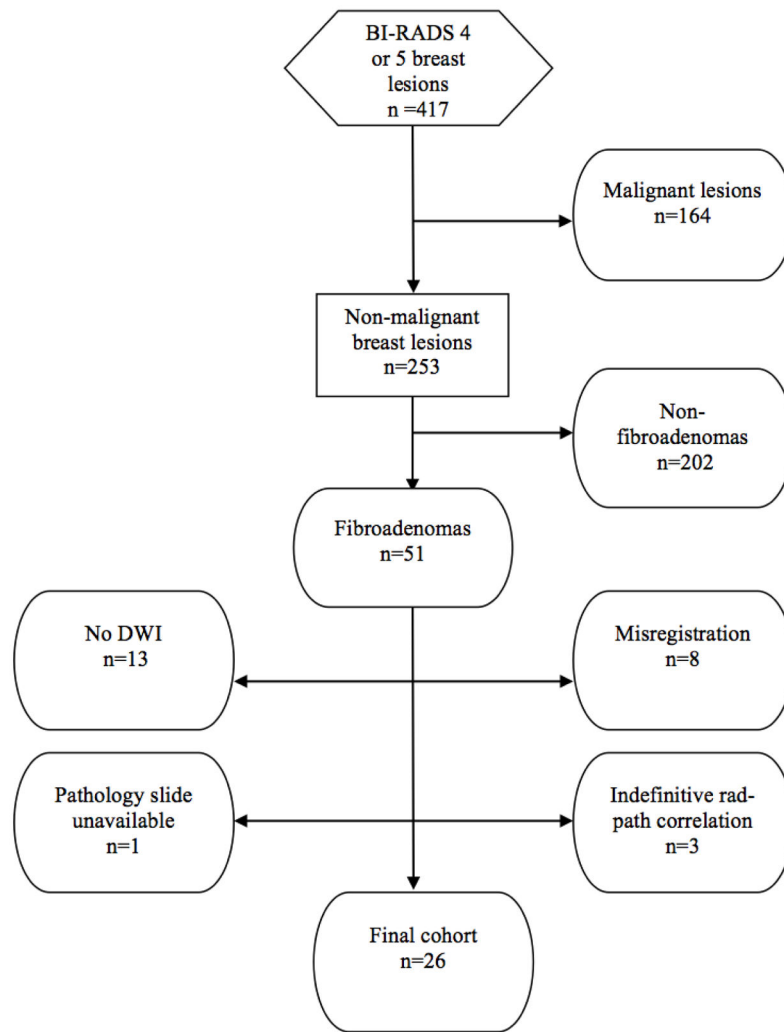 BI-RADS 4
or 5 breast
lesions
n =417
Malignant lesions
n=164
Non-malignant
breast lesions
n=253
Non-
fibroadenomas
n=202
Fibroadenomas
n=51
No DWI
n=13
Misregistration
n=8
Pathology slide
unavailable
n=1
Indefinitive rad-
path correlation
n=3
Final cohort
n=26